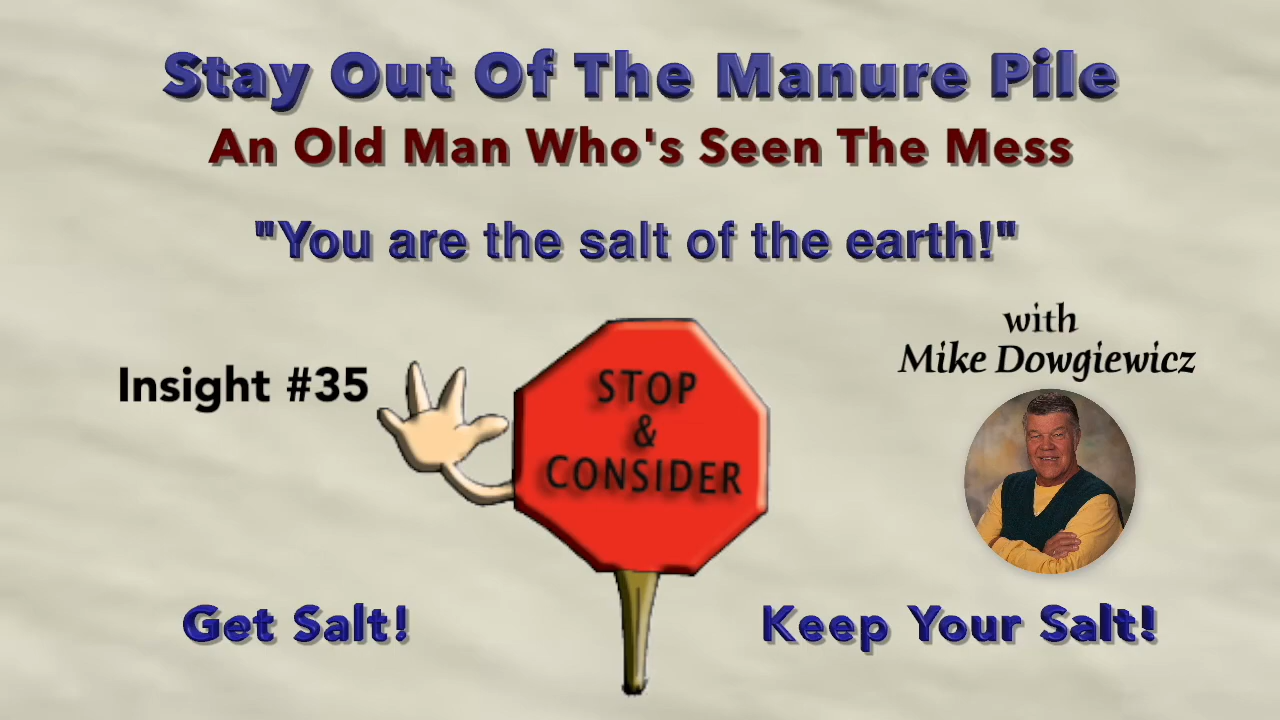 Stay Out Of The Manure Pile
An Old Man Who's Seen The Mess
"You are the salt of the earth!"
with
Mike Dowgiewicz
Insight #35
STOP
&
CONSIDER
Get Salt!
Keep Your Salt!